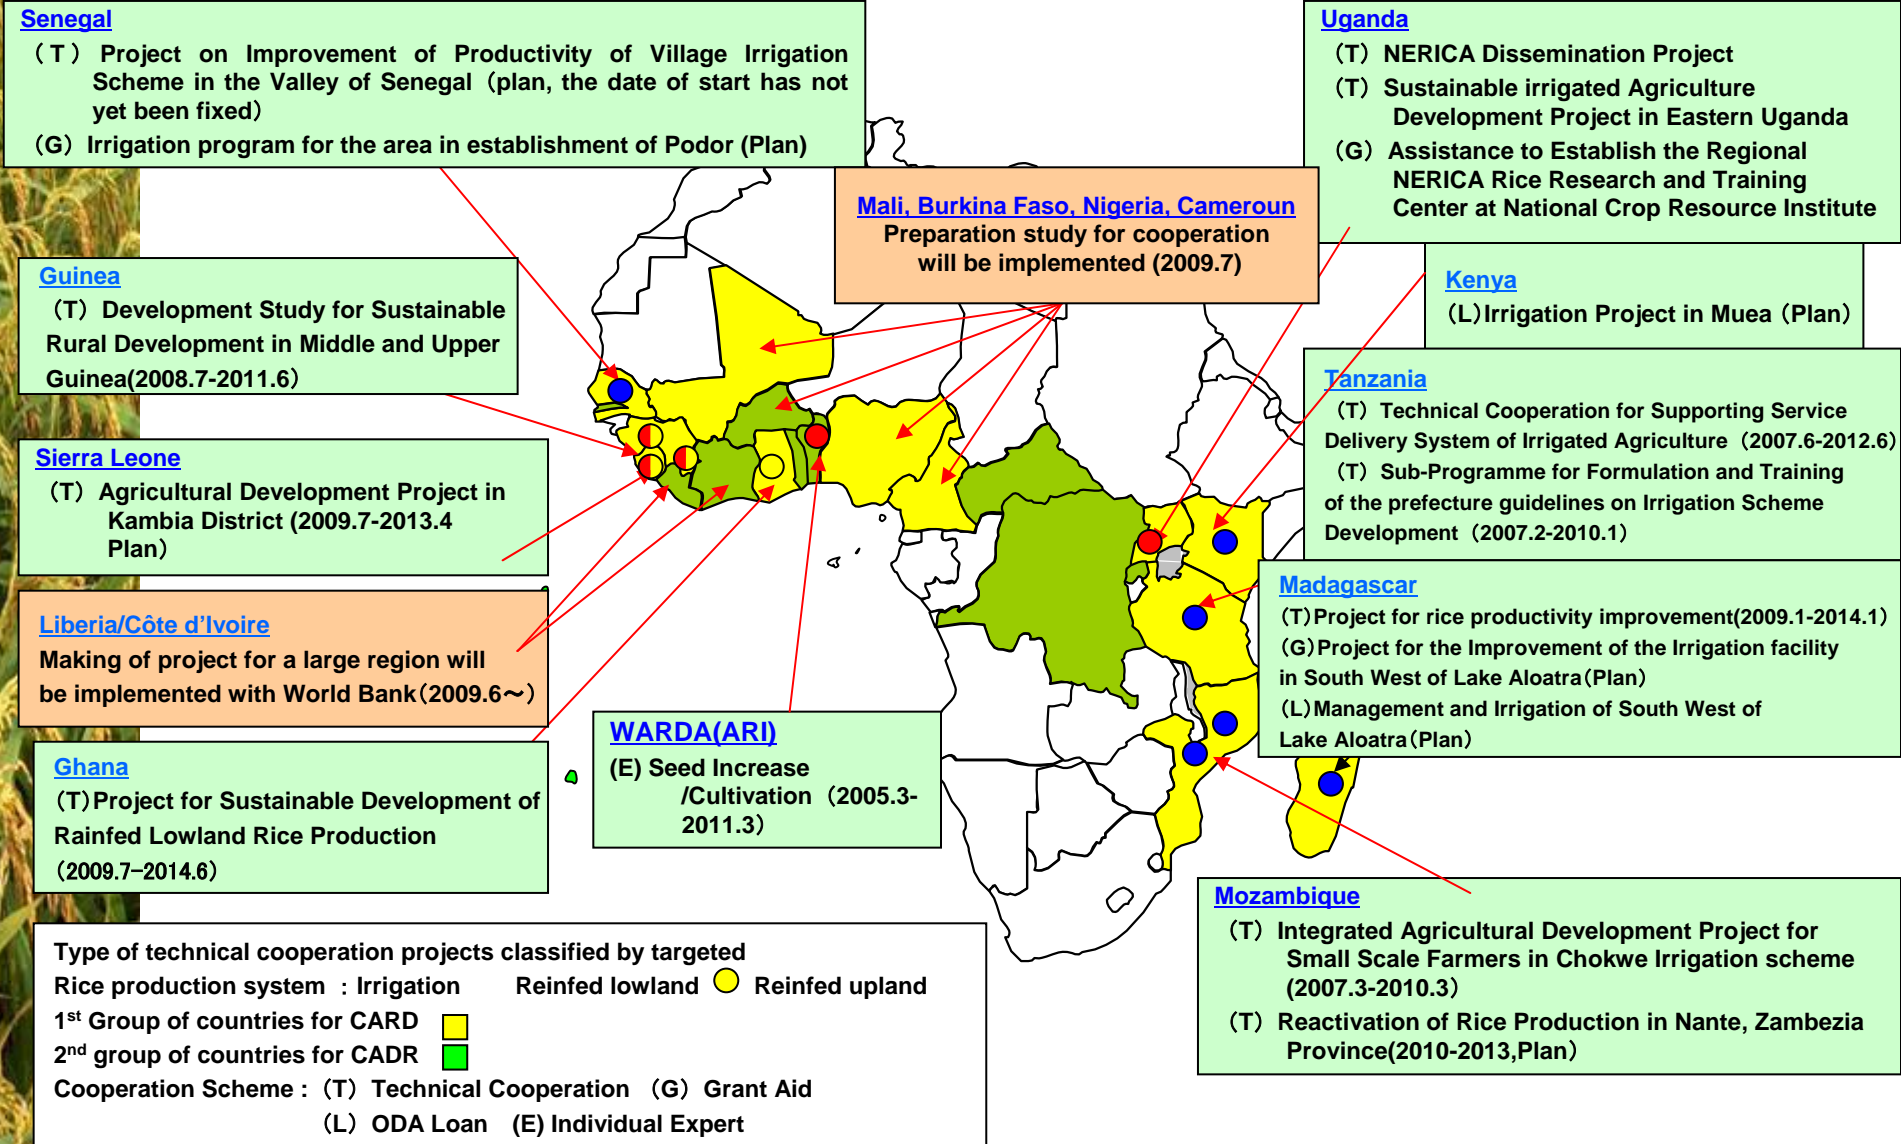 Senegal
（T）Project on Improvement of Productivity of Village Irrigation
Scheme in the Valley of Senegal（plan, the date of start has not
yet been fixed）
（G）Irrigation program for the area in establishment of Podor (Plan)
Uganda
（T）NERICA Dissemination Project
（T）Sustainable irrigated Agriculture
Development Project in Eastern Uganda
（G）Assistance to Establish the Regional
NERICA Rice Research and Training
Center at National Crop Resource Institute
Mali, Burkina Faso, Nigeria, Cameroun
Preparation study for cooperation
will be implemented (2009.7)
Guinea
（T）Development Study for Sustainable
Rural Development in Middle and Upper
Guinea(2008.7-2011.6）
Kenya
（L)Irrigation Project in Muea（Plan）
Tanzania
（T）Technical Cooperation for Supporting Service
Delivery System of Irrigated Agriculture（2007.6-2012.6）
（T）Sub-Programme for Formulation and Training
of the prefecture guidelines on Irrigation Scheme
Development（2007.2-2010.1）
Sierra Leone
（T）Agricultural Development Project in
Kambia District (2009.7-2013.4
Plan）
Madagascar
（T)Project for rice productivity improvement(2009.1-2014.1）
（G）Project for the Improvement of the Irrigation facility
in South West of Lake Aloatra（Plan）
（L)Management and Irrigation of South West of
Lake Aloatra（Plan）
Liberia/Côte d'Ivoire
Making of project for a large region will
be implemented with World Bank（2009.6～）
WARDA(ARI)
(E) Seed Increase
/Cultivation（2005.3-
2011.3）
Ghana
（T)Project for Sustainable Development of
Rainfed Lowland Rice Production
（2009.7-2014.6）
Mozambique
（T）Integrated Agricultural Development Project for
Small Scale Farmers in Chokwe Irrigation scheme
(2007.3-2010.3）
（T）Reactivation of Rice Production in Nante, Zambezia
Province(2010-2013,Plan）
Type of technical cooperation projects classified by targeted
Rice production system：Irrigation Reinfed lowland Reinfed upland
1st Group of countries for CARD
2nd group of countries for CADR
Cooperation Scheme :（T）Technical Cooperation（G）Grant Aid
（L）ODA Loan (E) Individual Expert